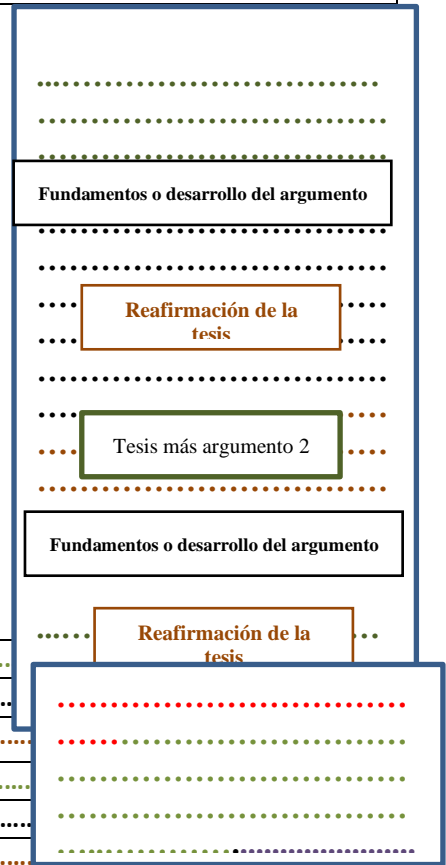 Fundamentos o desarrollo del argumento
Reafirmación de la
tesis
Tesis más argumento 2
Fundamentos o desarrollo del argumento
Reafirmación de la
tesis